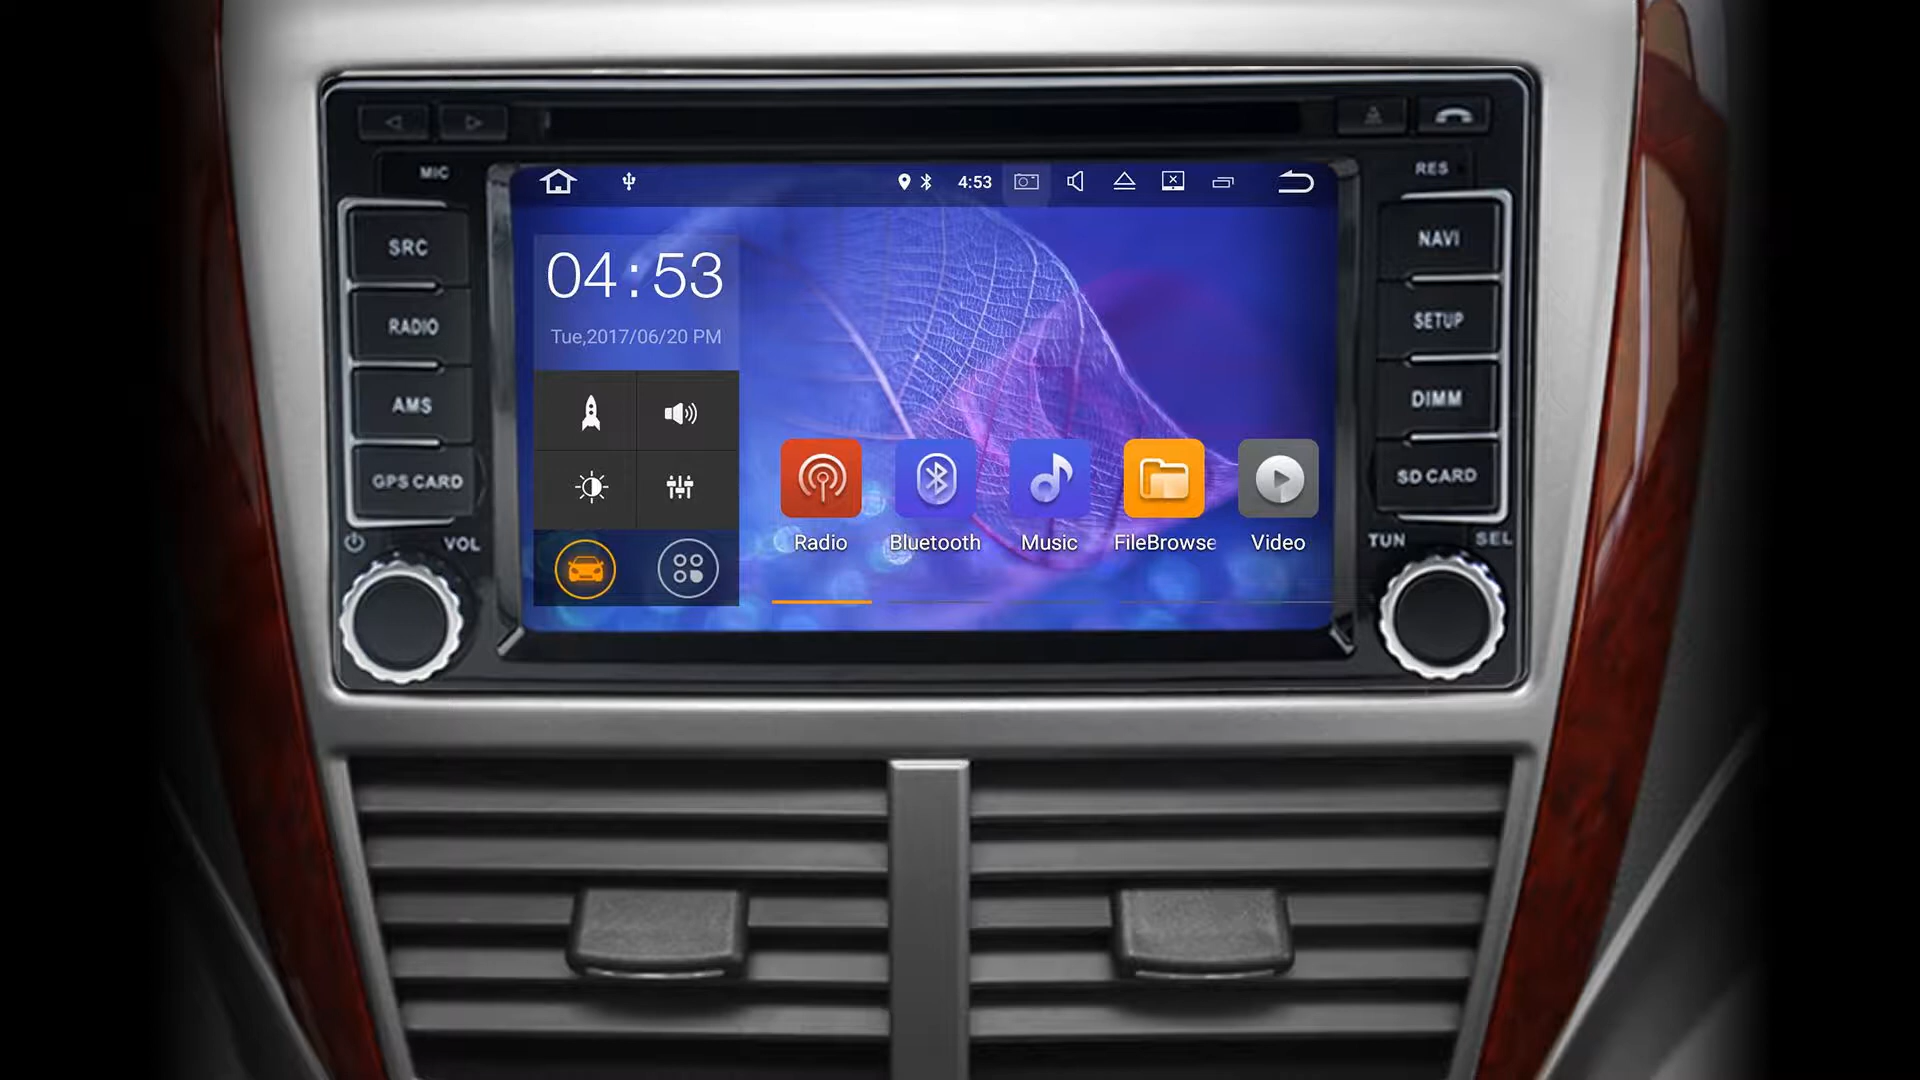 MIC
RES
4:53
SRC
RADIO
AMS
GPS CARD
VOL
04:53
Tue,2017/06/20 PM
Radio
Bluetooth
Music
FileBrowse
Video
NAVI
SETUP
DIMM
SD CARD
TUN
SEL